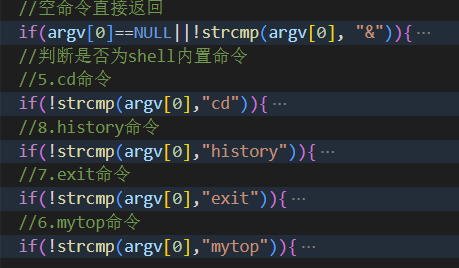 //空命令直接返回
if(argv[0]==NULL||!strcmp(argv[0], "&")){···
//判断是否为shell内置命令
//5.cd命令
if(!strcmp(argv[0],"cd")){···
//8.history命令
if(!strcmp(argv[0],"history")){···
//7.exit命令
if(!strcmp(argv[0],"exit")){···
//6.mytop命令
if(!strcmp(argv[0],"mytop")){···